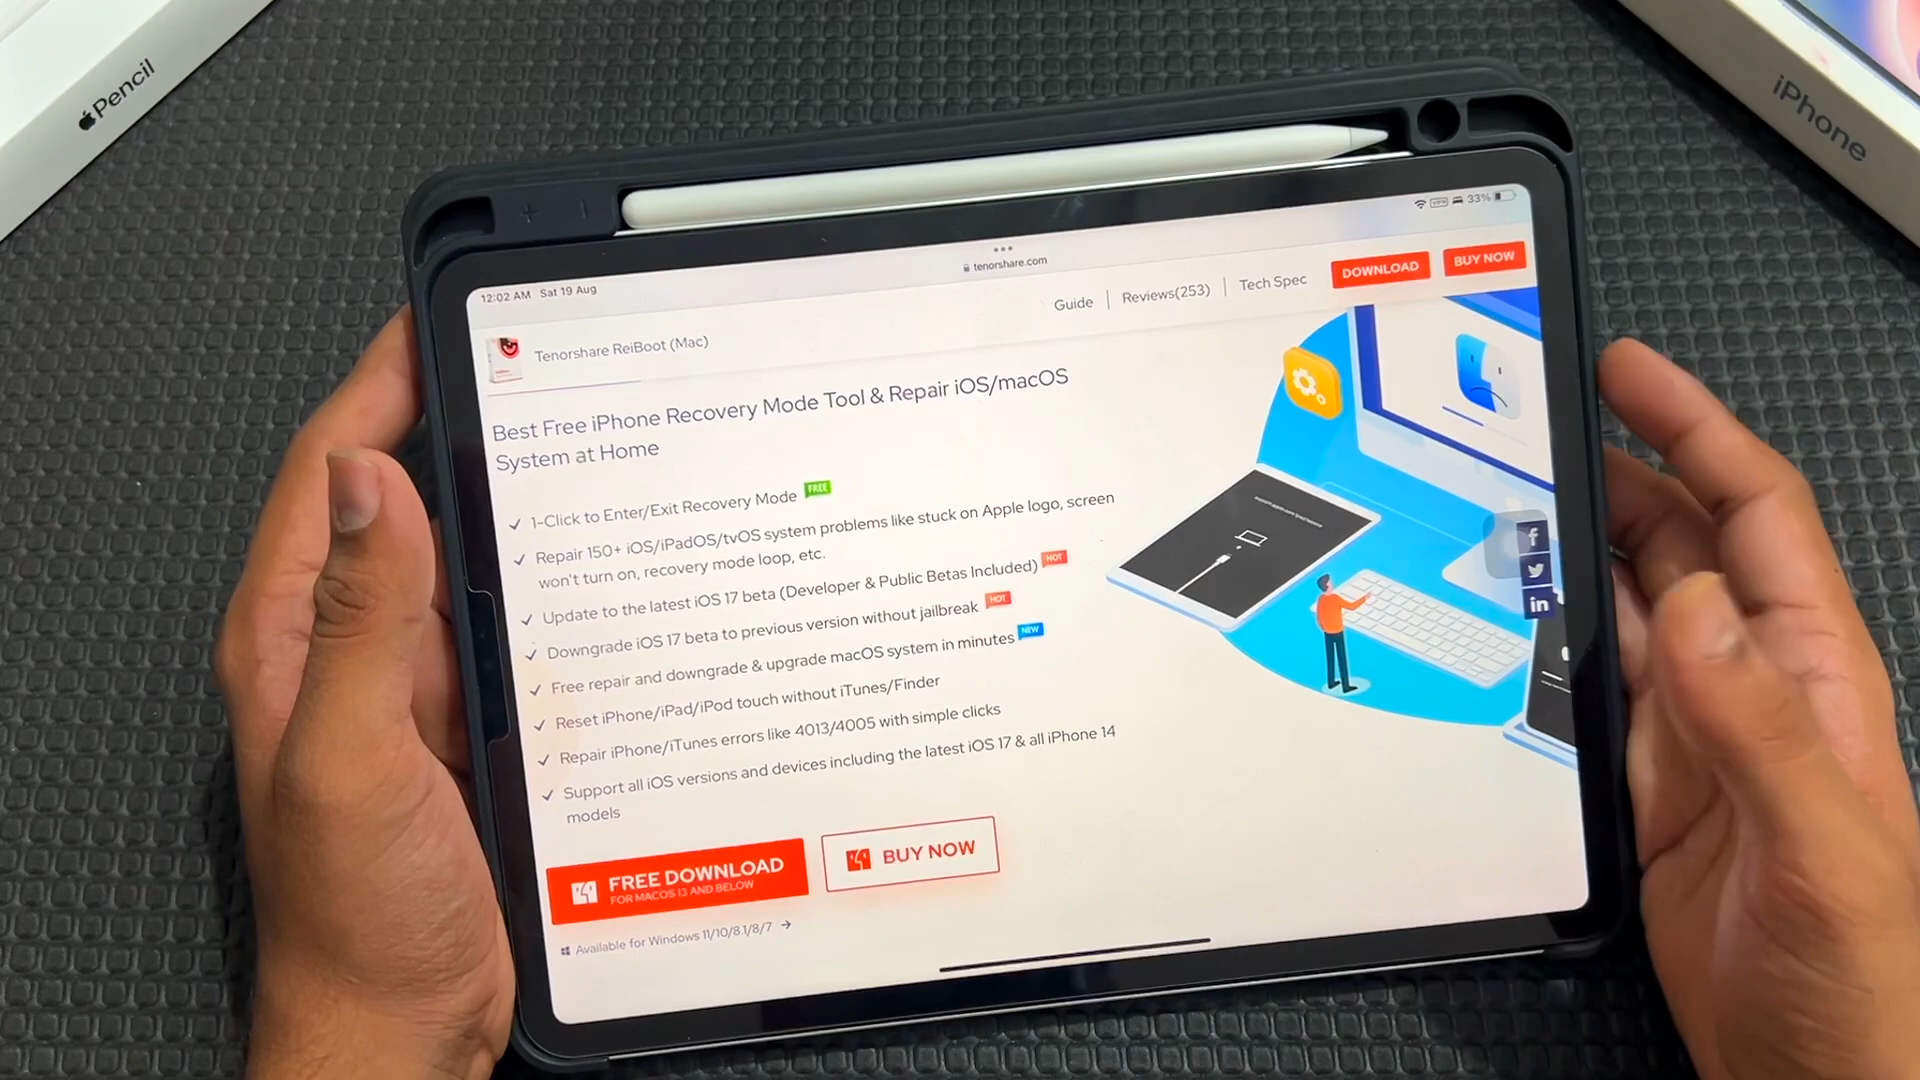 Pencil
iPhone
12:02 AM Sat 19 Aug
tenorshare.com
VPN
33%
Tenorshare ReiBoot (Mac)
Guide
Reviews(253)
Tech Spec
DOWNLOAD
BUY NOW
Best Free iPhone Recovery Mode Tool & Repair iOS/macOS
System at Home
1-Click to Enter/Exit Recovery Mode FREE
Repair 150+ iOS/iPadOS/tvOS system problems like stuck on Apple logo, screen
won't turn on, recovery mode loop, etc.
Update to the latest iOS 17 beta (Developer & Public Betas Included) HOT
Downgrade iOS 17 beta to previous version without jailbreak HOT
Free repair and downgrade & upgrade macOS system in minutes NEW
Reset iPhone/iPad/iPod touch without iTunes/Finder
Repair iPhone/iTunes errors like 4013/4005 with simple clicks
Support all iOS versions and devices including the latest iOS 17 & all iPhone 14
models
FREE DOWNLOAD
FOR MACOS 13 AND BELOW
BUY NOW
Available for Windows 11/10/8.1/8/7
f
in